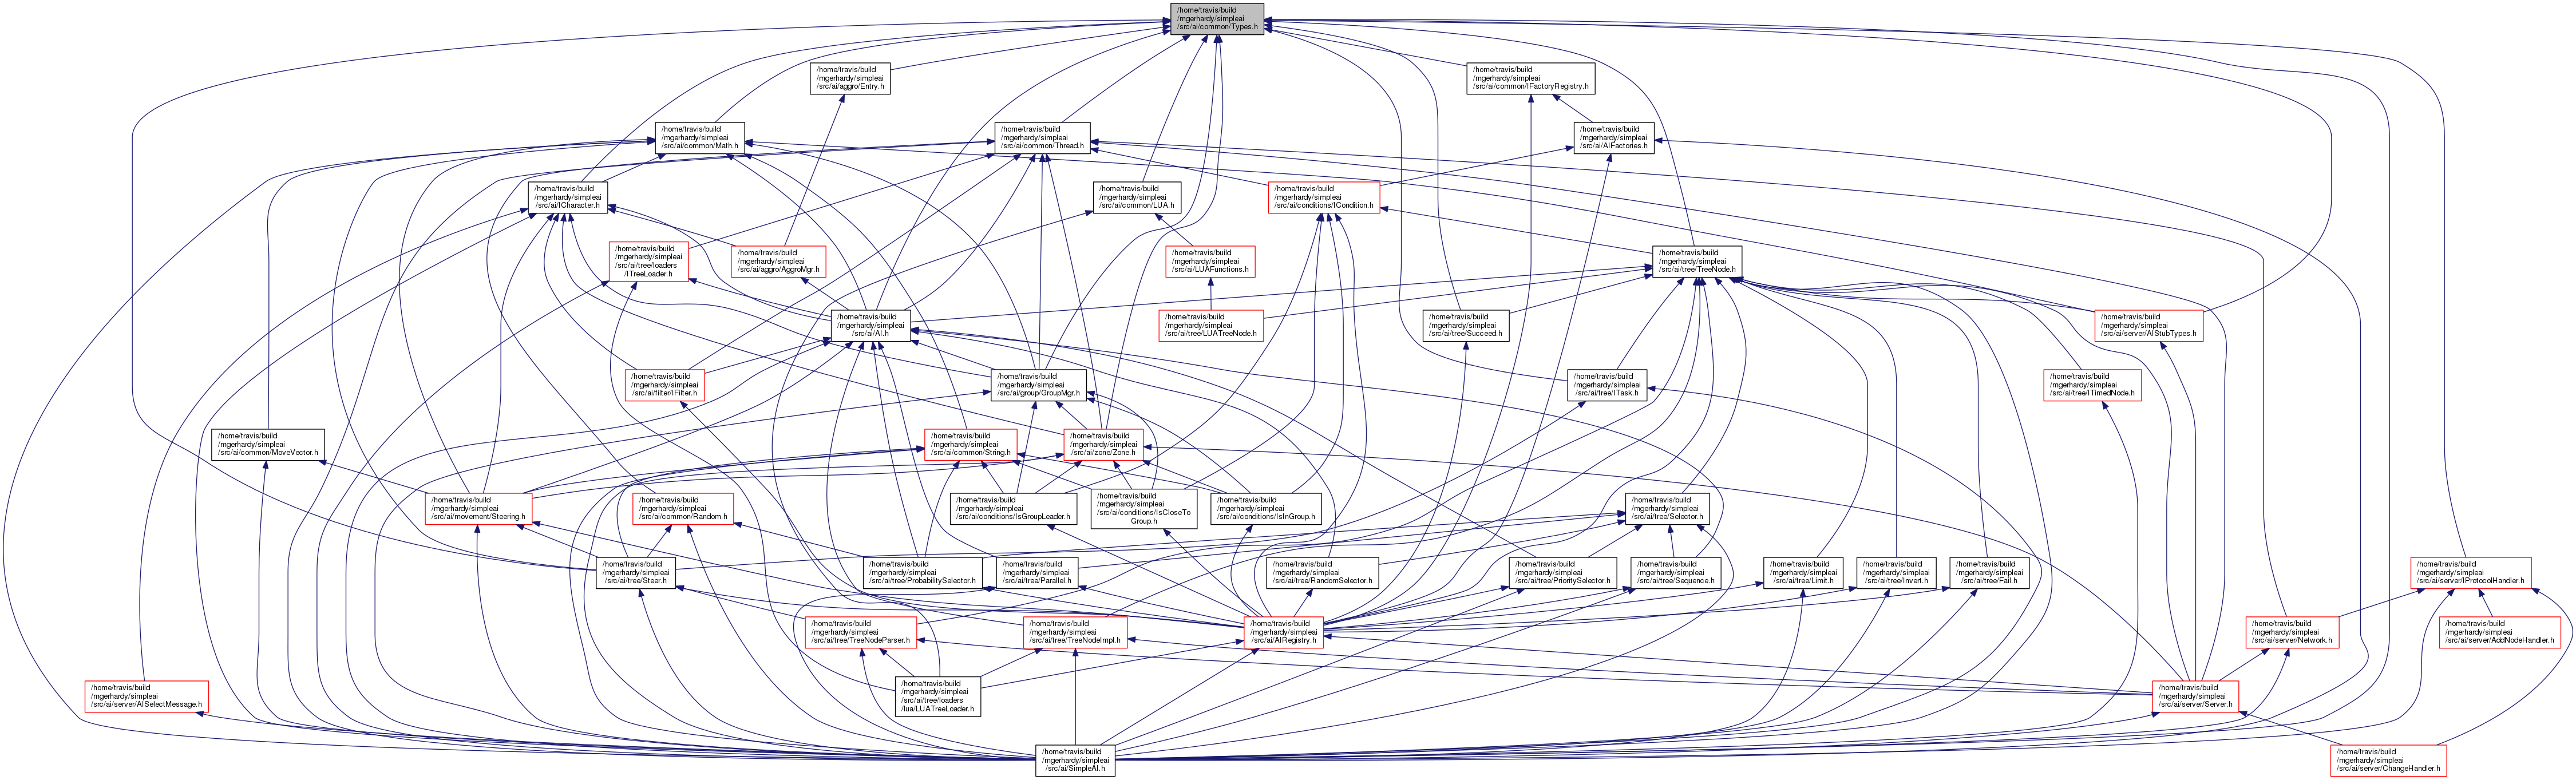 /home/travis/build
/mgerhardy/simpleai
/src/ai/common/Types.h
/home/travis/build
/mgerhardy/simpleai
/src/ai/aggro/Entry.h
/home/travis/build
/mgerhardy/simpleai
/src/ai/common/IFactoryRegistry.h
/home/travis/build
/mgerhardy/simpleai
/src/ai/common/Math.h
/home/travis/build
/mgerhardy/simpleai
/src/ai/common/Thread.h
/home/travis/build
/mgerhardy/simpleai
/src/ai/AIFactories.h
/home/travis/build
/mgerhardy/simpleai
/src/ai/ICharacter.h
/home/travis/build
/mgerhardy/simpleai
/src/ai/common/LUA.h
/home/travis/build
/mgerhardy/simpleai
/src/ai/conditions/ICondition.h
/home/travis/build
/mgerhardy/simpleai
/src/ai/tree/loaders
/ITreeLoader.h
/home/travis/build
/mgerhardy/simpleai
/src/ai/aggro/AggroMgr.h
/home/travis/build
/mgerhardy/simpleai
/src/ai/LUAFunctions.h
/home/travis/build
/mgerhardy/simpleai
/src/ai/tree/TreeNode.h
/home/travis/build
/mgerhardy/simpleai
/src/ai/AI.h
/home/travis/build
/mgerhardy/simpleai
/src/ai/tree/LUATreeNode.h
/home/travis/build
/mgerhardy/simpleai
/src/ai/tree/Succeed.h
/home/travis/build
/mgerhardy/simpleai
/src/ai/server/AIStubTypes.h
/home/travis/build
/mgerhardy/simpleai
/src/ai/filter/IFilter.h
/home/travis/build
/mgerhardy/simpleai
/src/ai/group/GroupMgr.h
/home/travis/build
/mgerhardy/simpleai
/src/ai/tree/ITask.h
/home/travis/build
/mgerhardy/simpleai
/src/ai/tree/ITimedNode.h
/home/travis/build
/mgerhardy/simpleai
/src/ai/common/MoveVector.h
/home/travis/build
/mgerhardy/simpleai
/src/ai/common/String.h
/home/travis/build
/mgerhardy/simpleai
/src/ai/zone/Zone.h
/home/travis/build
/mgerhardy/simpleai
/src/ai/movement/Steering.h
/home/travis/build
/mgerhardy/simpleai
/src/ai/common/Random.h
/home/travis/build
/mgerhardy/simpleai
/src/ai/conditions/IsGroupLeader.h
/home/travis/build
/mgerhardy/simpleai
/src/ai/conditions/IsCloseTo
Group.h
/home/travis/build
/mgerhardy/simpleai
/src/ai/conditions/IsInGroup.h
/home/travis/build
/mgerhardy/simpleai
/src/ai/tree/Selector.h
/home/travis/build
/mgerhardy/simpleai
/src/ai/tree/Steer.h
/home/travis/build
/mgerhardy/simpleai
/src/ai/tree/ProbabilitySelector.h
/home/travis/build
/mgerhardy/simpleai
/src/ai/tree/Parallel.h
/home/travis/build
/mgerhardy/simpleai
/src/ai/tree/RandomSelector.h
/home/travis/build
/mgerhardy/simpleai
/src/ai/tree/PrioritySelector.h
/home/travis/build
/mgerhardy/simpleai
/src/ai/tree/Sequence.h
/home/travis/build
/mgerhardy/simpleai
/src/ai/tree/Limit.h
/home/travis/build
/mgerhardy/simpleai
/src/ai/tree/Invert.h
/home/travis/build
/mgerhardy/simpleai
/src/ai/tree/Fail.h
/home/travis/build
/mgerhardy/simpleai
/src/ai/server/IProtocolHandler.h
/home/travis/build
/mgerhardy/simpleai
/src/ai/tree/TreeNodeParser.h
/home/travis/build
/mgerhardy/simpleai
/src/ai/tree/TreeNodeImpl.h
/home/travis/build
/mgerhardy/simpleai
/src/ai/AIRegistry.h
/home/travis/build
/mgerhardy/simpleai
/src/ai/server/Network.h
/home/travis/build
/mgerhardy/simpleai
/src/ai/server/AddNodeHandler.h
/home/travis/build
/mgerhardy/simpleai
/src/ai/server/AISelectMessage.h
/home/travis/build
/mgerhardy/simpleai
/src/ai/tree/loaders
/lua/LUATreeLoader.h
/home/travis/build
/mgerhardy/simpleai
/src/ai/server/Server.h
/home/travis/build
/mgerhardy/simpleai
/src/ai/SimpleAI.h
/home/travis/build
/mgerhardy/simpleai
/src/ai/server/ChangeHandler.h